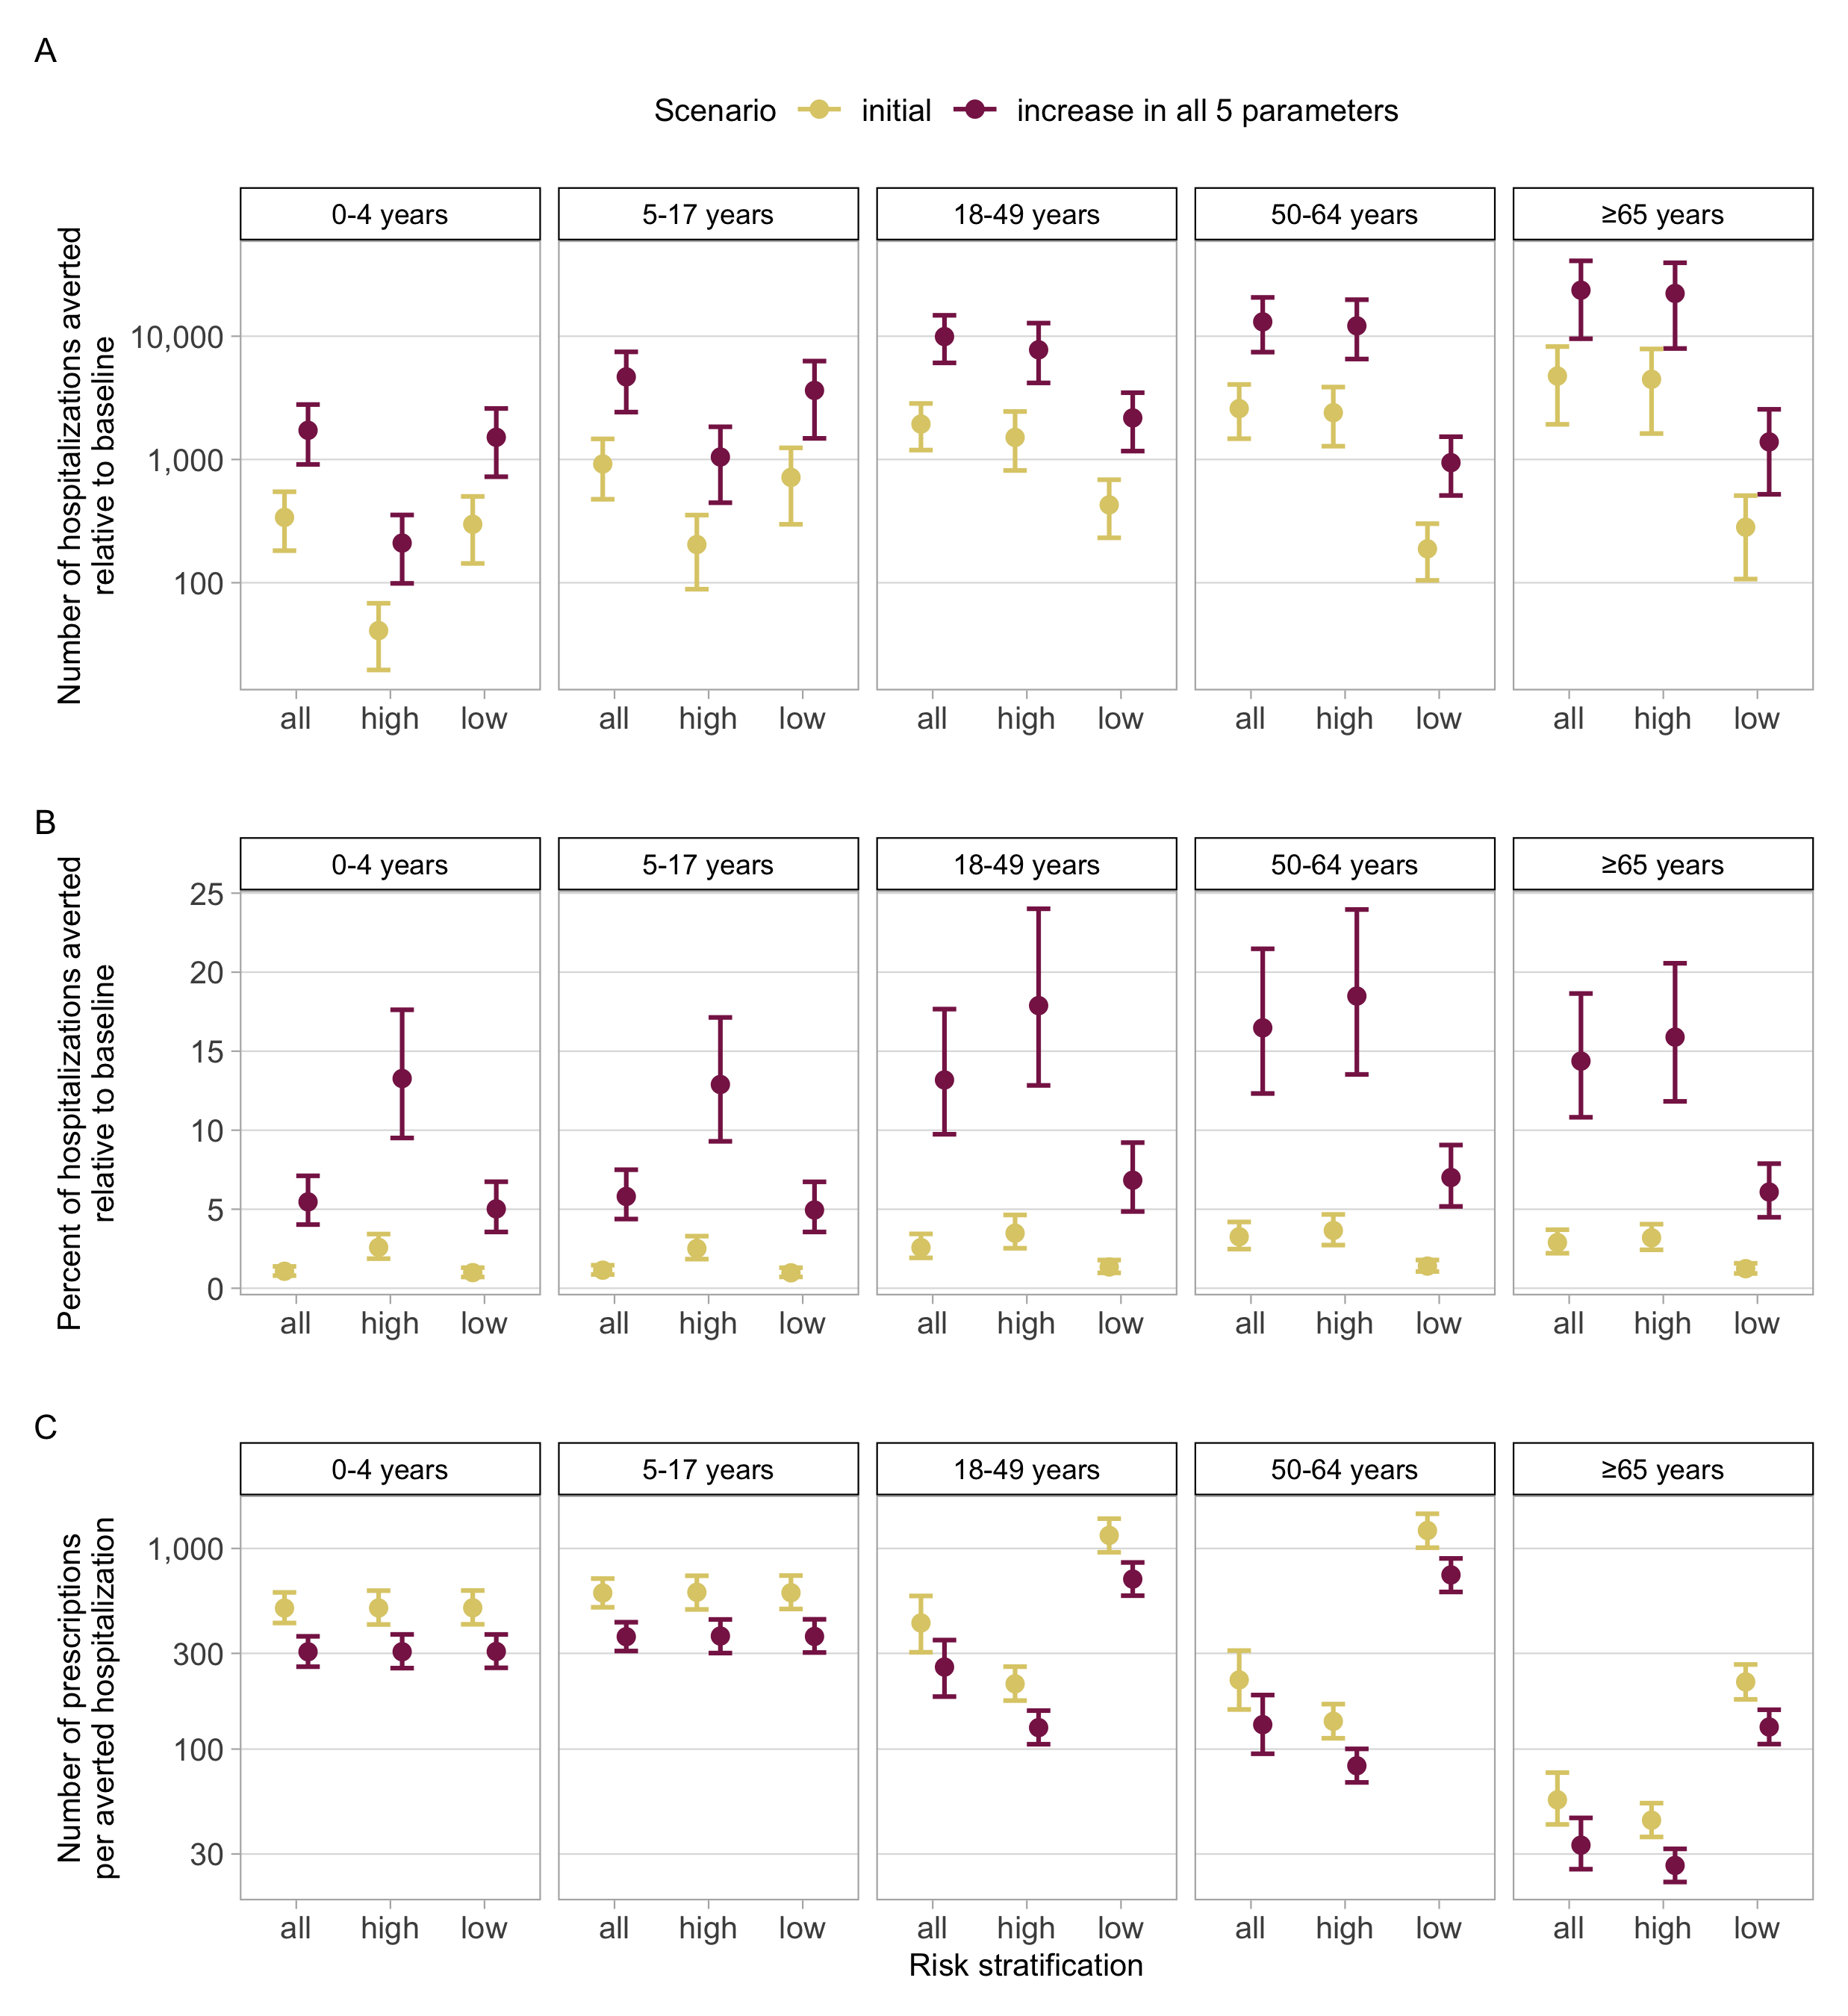 A
Scenario initial increase in all 5 parameters
0-4 years 5-17 years 18-49 years 50-64 years ≥65 years
Number of hospitalizations averted
relative to baseline
10,000
1,000
100
all high low all high low all high low all high low all high low
B
0-4 years 5-17 years 18-49 years 50-64 years ≥65 years
Percent of hospitalizations averted
relative to baseline
25
20
15
10
5
0
all high low all high low all high low all high low all high low
C
0-4 years 5-17 years 18-49 years 50-64 years ≥65 years
Number of prescriptions
per averted hospitalization
1,000
300
100
30
all high low all high low all high low all high low all high low
Risk stratification